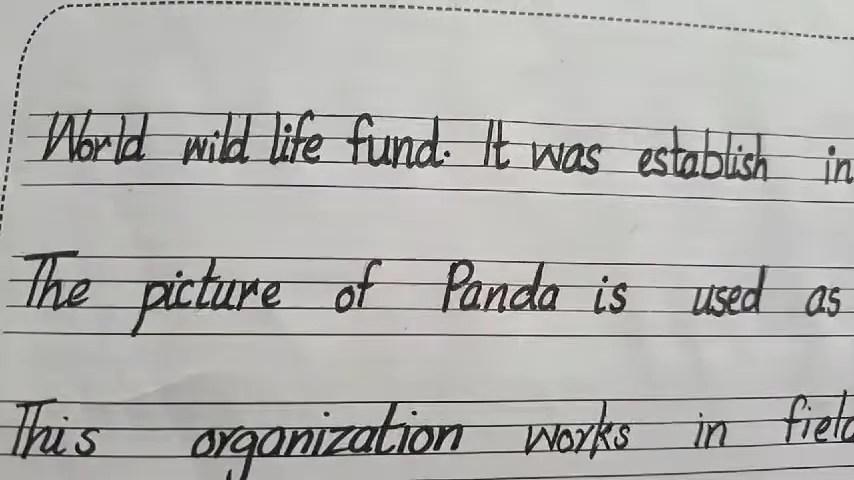 World wild life fund. It was establish in
The picture of Panda is used as
This organization works in field